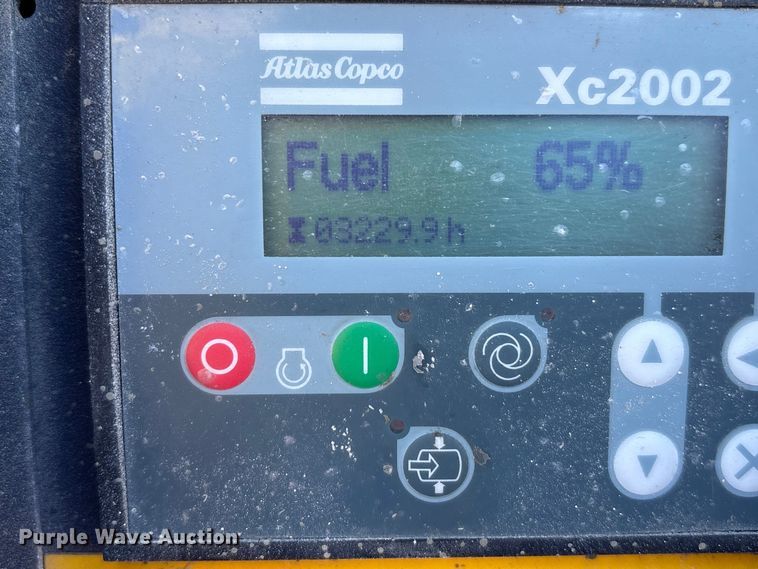 Atlas Copco
Xc2002
Fuel 65%
03229.9h
Purple Wave Auction